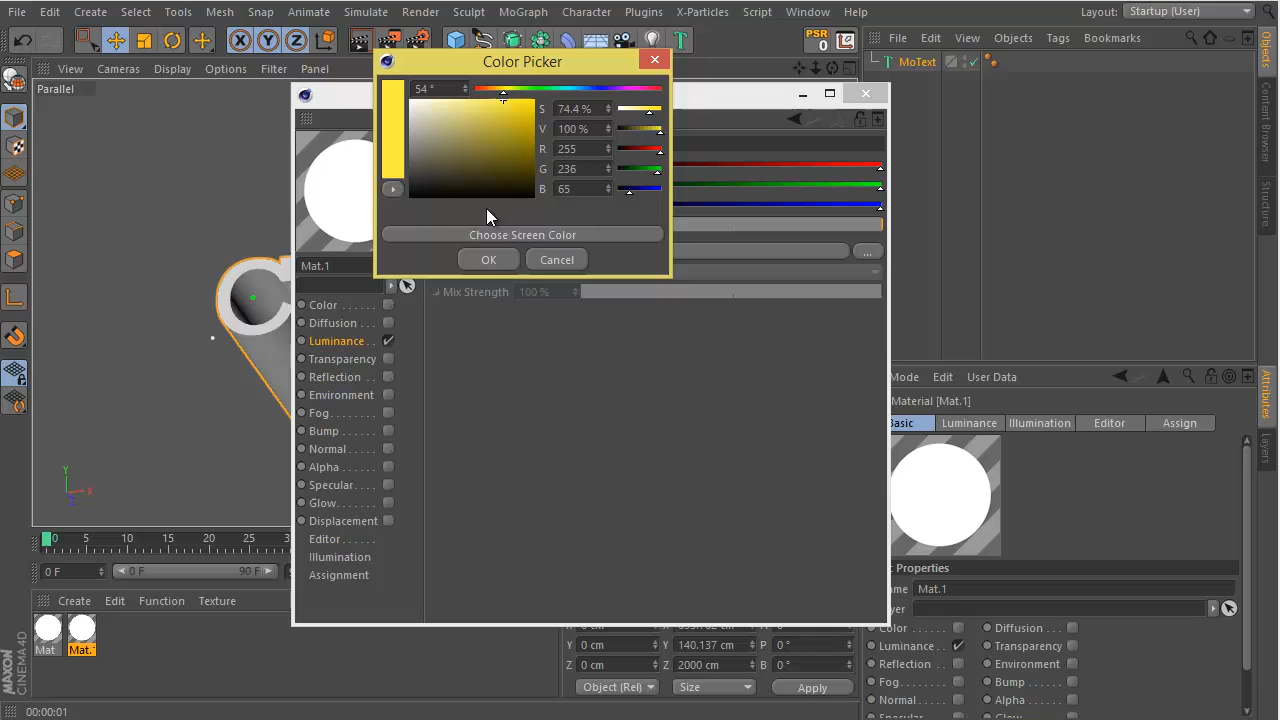 File Edit Create Select Tools Mesh Snap Animate Simulate Render Sculpt MoGraph Character Plugins X-Particles Script Window Help Layout: Startup (User)
PSR
0
File Edit View Objects Tags Bookmarks
View Cameras Display Options Filter Panel
Parallel
MoText
Objects
Content Browser
Structure
Color Picker
54 °
S 74.4 %
V 100 %
R 255
G 236
B 65
Choose Screen Color
OK Cancel
...
Mat.1
Mix Strength 100 %
Color
Diffusion
Luminance
Transparency
Reflection
Environment
Fog
Bump
Normal
Alpha
Specular
Glow
Displacement
Editor
Illumination
Assignment
Y
X
Z
0 5 10 15 20 25
0 F 0 F 90 F
Create Edit Function Texture
Mat Mat.1
Y 0 cm Y 140.137 cm P 0 °
Z 0 cm Z 2000 cm B 0 °
Object (Rel) Size Apply
Mode Edit User Data
Attributes
Layers
Material [Mat.1]
Basic Luminance Illumination Editor Assign
Properties
Mat.1
Color Diffusion
Luminance Transparency
Reflection Environment
Fog Bump
Normal Alpha
MAXON
CINEMA 4D
00:00:01